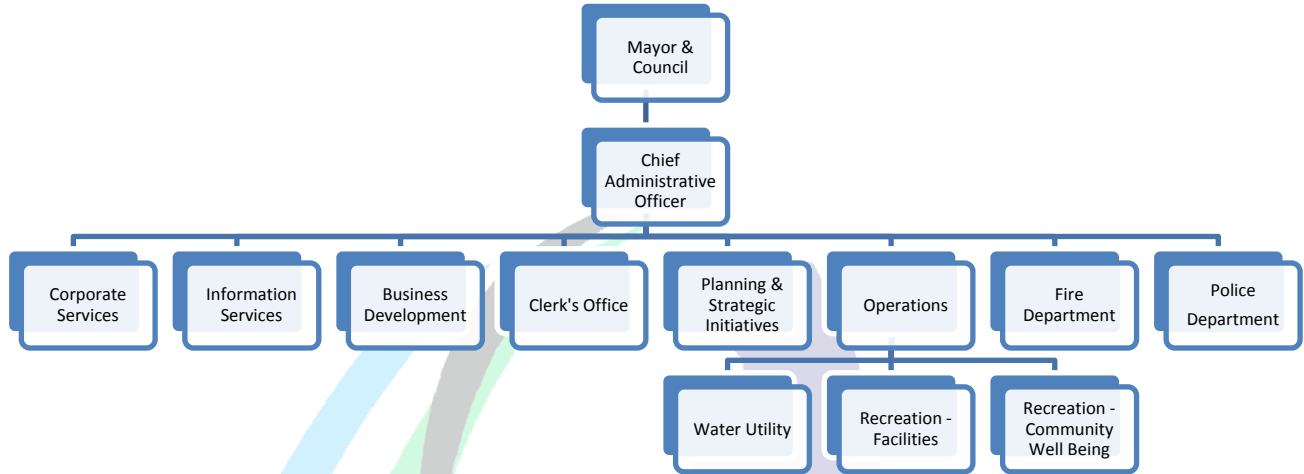 Mayor &
Council
Chief
Administrative
Officer
Corporate
Services
Information
Services
Business
Development
Clerk's Office
Planning &
Strategic
Initiatives
Operations
Fire
Department
Police
Department
Water Utility
Recreation -
Facilities
Recreation -
Community
Well Being